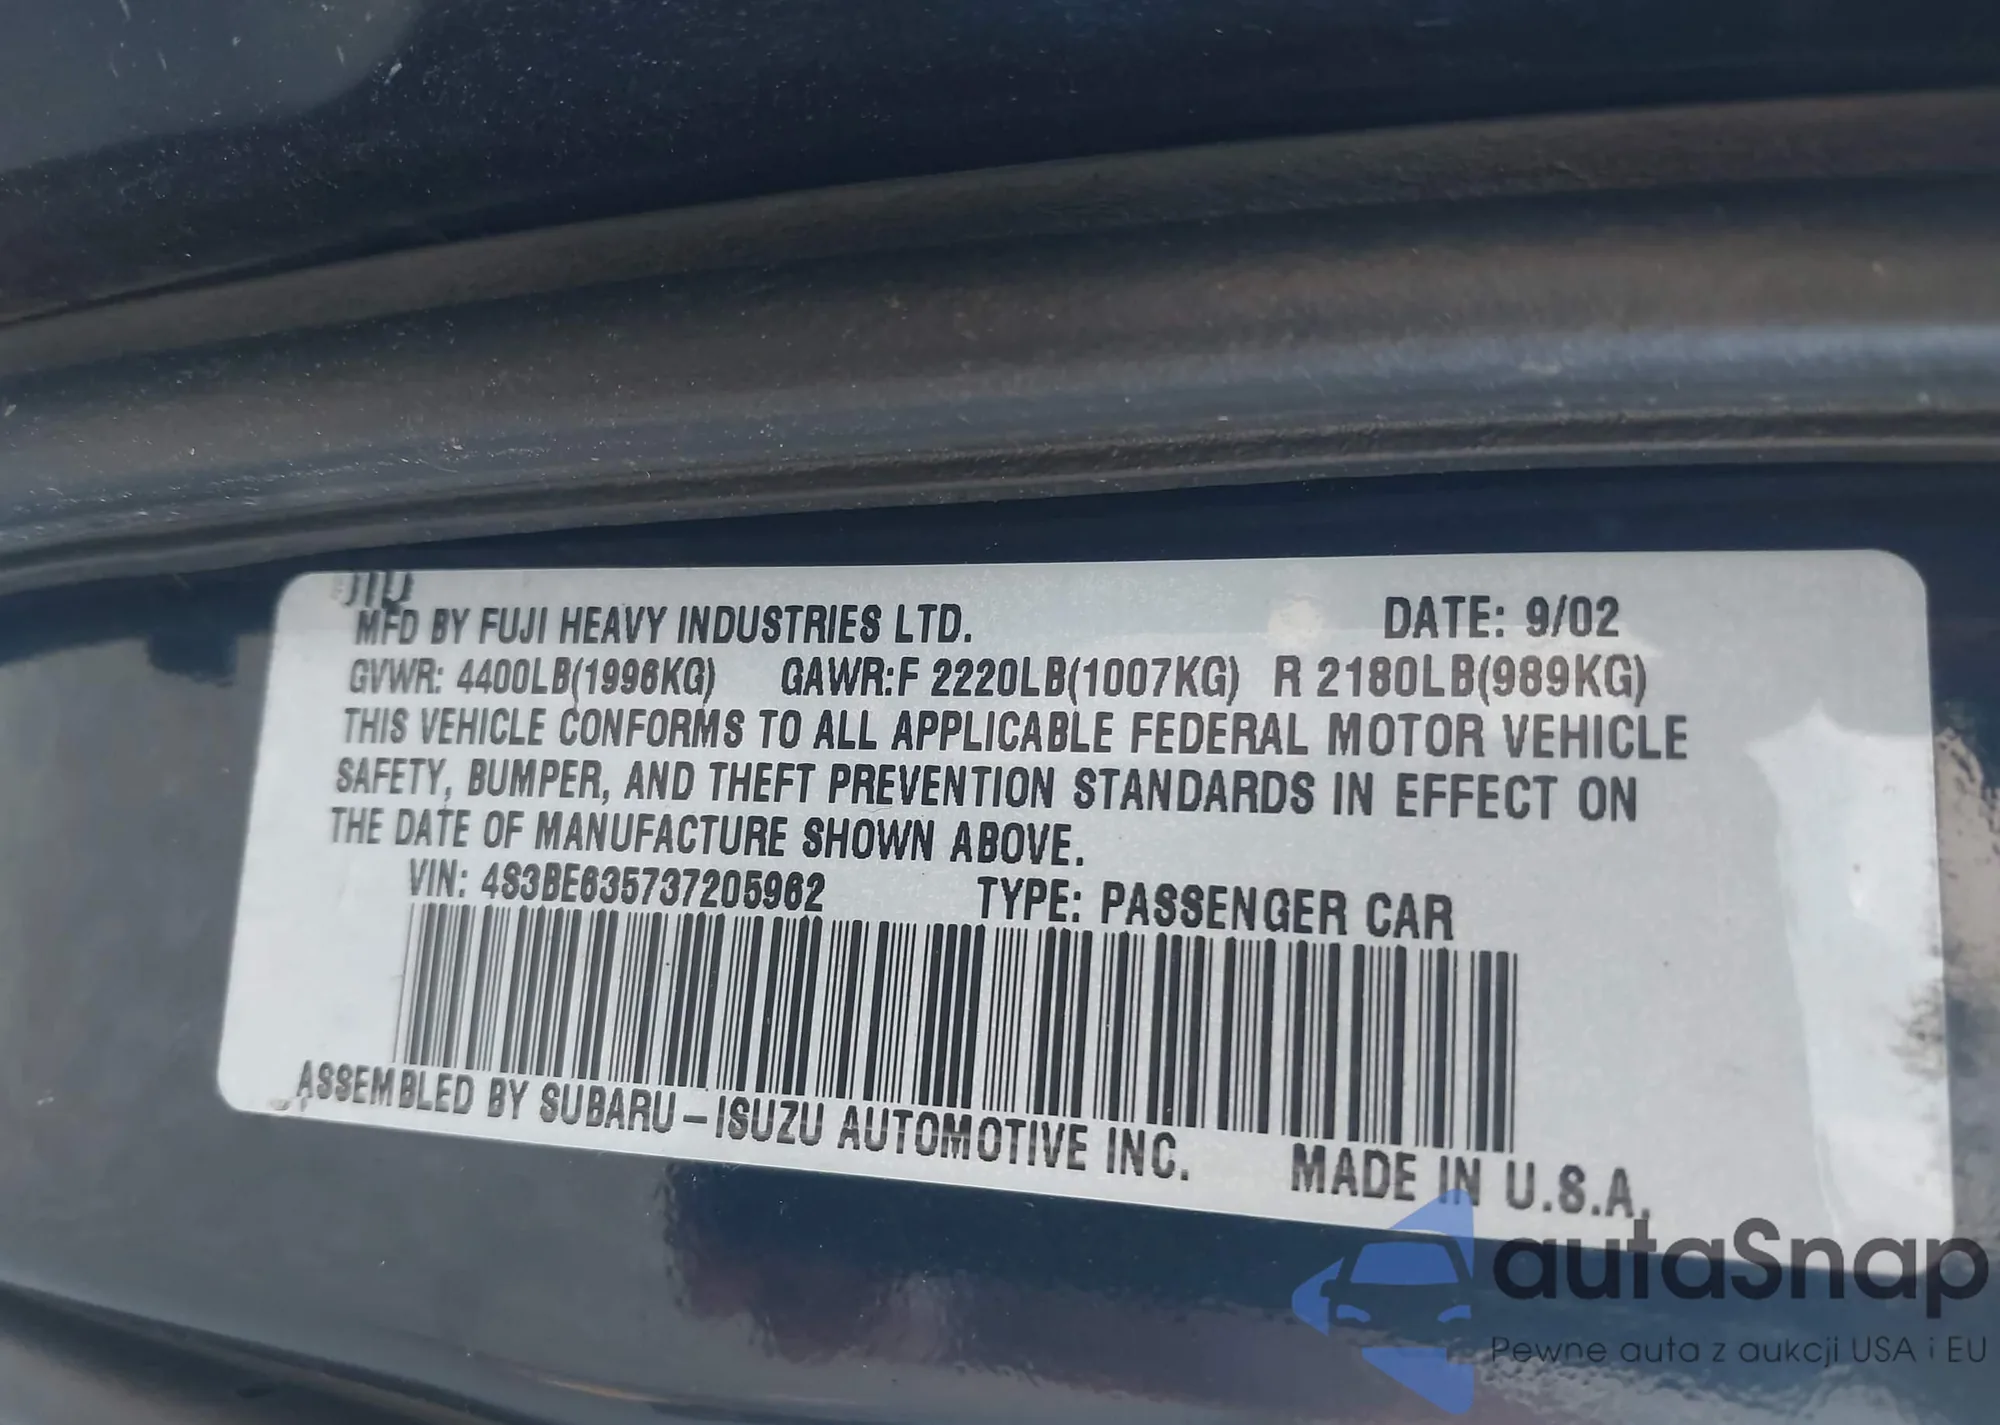 MFD BY FUJI HEAVY INDUSTRIES LTD. DATE: 9/02
GVWR: 4400LB(1996KG) GAWR:F 2220LB(1007KG) R 2180LB(989KG)
THIS VEHICLE CONFORMS TO ALL APPLICABLE FEDERAL MOTOR VEHICLE
SAFETY, BUMPER, AND THEFT PREVENTION STANDARDS IN EFFECT ON
THE DATE OF MANUFACTURE SHOWN ABOVE.
VIN: 4S3BE635737205962 TYPE: PASSENGER CAR
ASSEMBLED BY SUBARU-ISUZU AUTOMOTIVE INC. MADE IN U.S.A.
autaSnap
Pewne auta z aukcji USA i EU